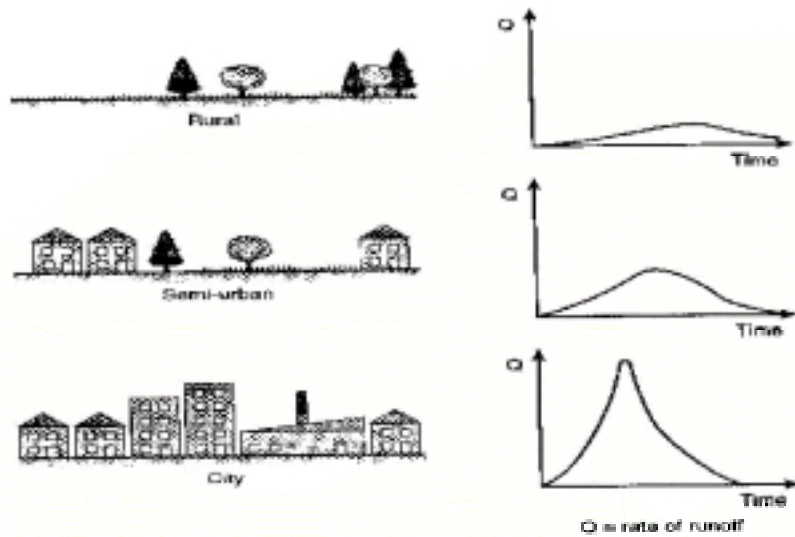 Q
Rural
Time
Q
Semi-urban
Time
Q
City
Time
Q = rate of runoff